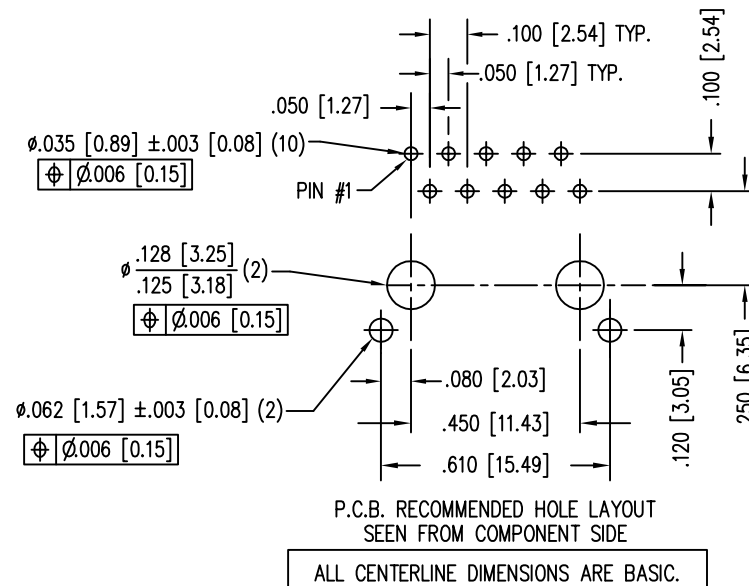 .100 [2.54] TYP.
.050 [1.27] TYP.
.100 [2.54]
.050 [1.27]
ø.035 [0.89] ±.003 [0.08] (10)
⌖ Ø.006 [0.15]
PIN #1
ø .128 [3.25] (2)
.125 [3.18]
⌖ Ø.006 [0.15]
ø.062 [1.57] ±.003 [0.08] (2)
⌖ Ø.006 [0.15]
.080 [2.03]
.450 [11.43]
.610 [15.49]
.120 [3.05]
.250 [6.35]
P.C.B. RECOMMENDED HOLE LAYOUT
SEEN FROM COMPONENT SIDE
ALL CENTERLINE DIMENSIONS ARE BASIC.